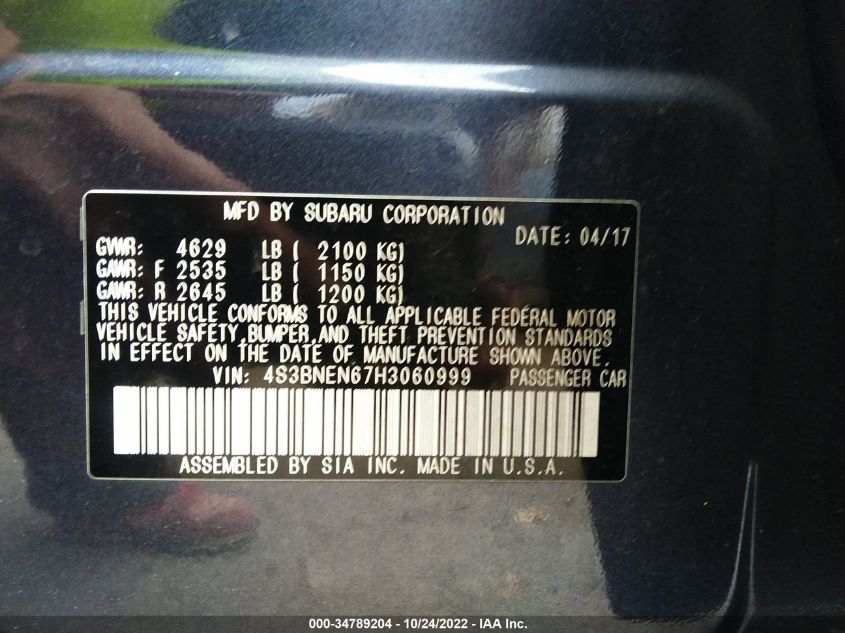 MFD BY SUBARU CORPORATION
DATE: 04/17
GVWR: 4629 LB ( 2100 KG)
GAWR: F 2535 LB ( 1150 KG)
GAWR: R 2645 LB ( 1200 KG)
THIS VEHICLE CONFORMS TO ALL APPLICABLE FEDERAL MOTOR
VEHICLE SAFETY, BUMPER, AND THEFT PREVENTION STANDARDS
IN EFFECT ON THE DATE OF MANUFACTURE SHOWN ABOVE.
VIN: 4S3BNEN67H3060999 PASSENGER CAR
ASSEMBLED BY SIA INC. MADE IN U.S.A.
000-34789204 - 10/24/2022 - IAA Inc.